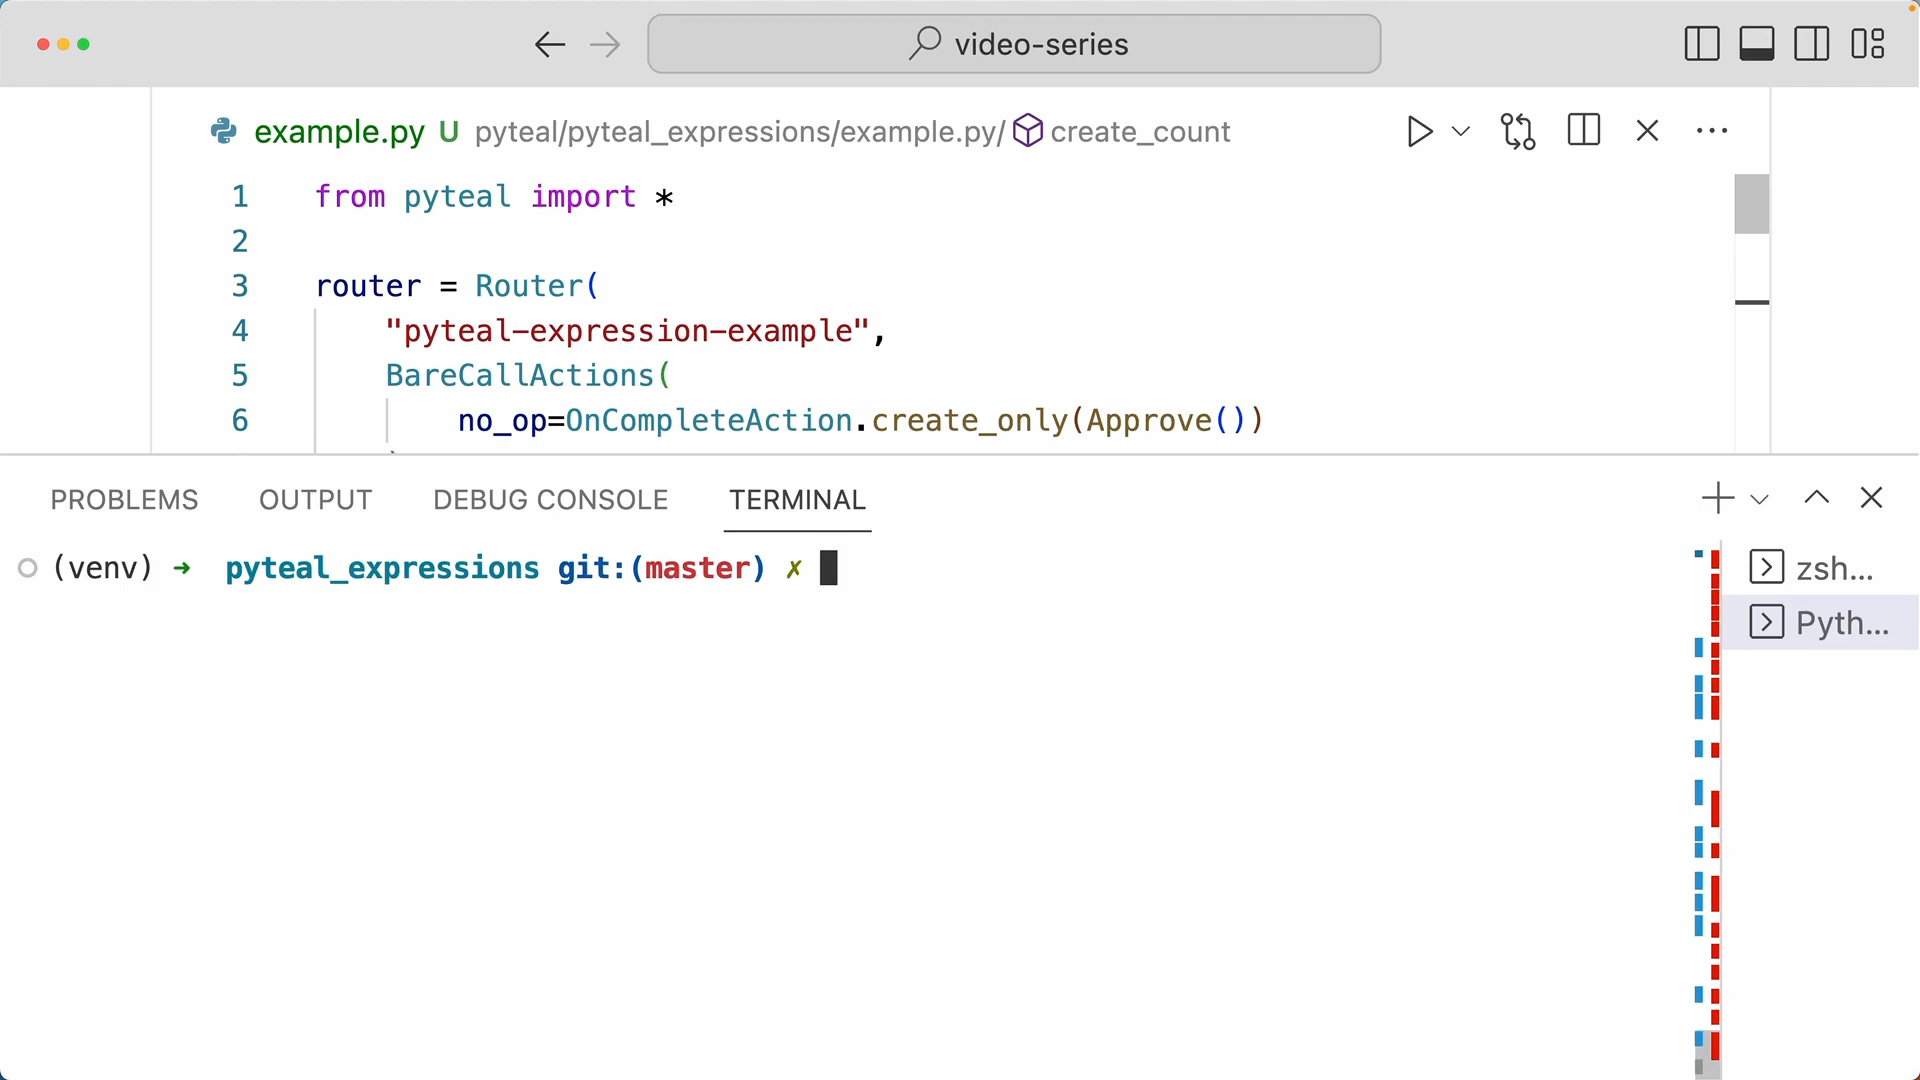 video-series
example.py U pyteal/pyteal_expressions/example.py/ create_count
1 from pyteal import *
2
3 router = Router(
4 "pyteal-expression-example",
5 BareCallActions(
6 no_op=OnCompleteAction.create_only(Approve())
PROBLEMS OUTPUT DEBUG CONSOLE TERMINAL
(venv) ➜ pyteal_expressions git:(master) ✗
zsh...
Pyth...